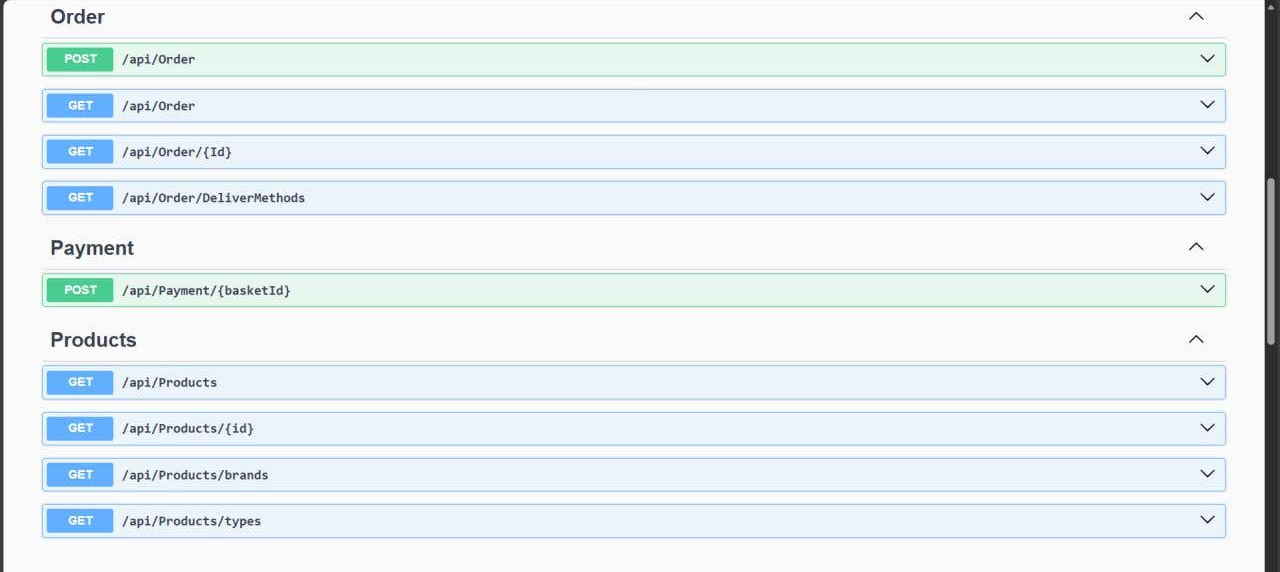 Order
POST /api/Order
GET /api/Order
GET /api/Order/{Id}
GET /api/Order/DeliverMethods
Payment
POST /api/Payment/{basketId}
Products
GET /api/Products
GET /api/Products/{id}
GET /api/Products/brands
GET /api/Products/types